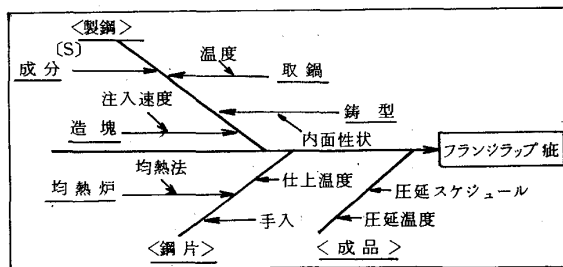 <製鋼>
〔S〕
成分
温度
取鍋
注入速度
鋳型
造塊
内面性状
フランジラップ疵
均熱法
仕上温度
均熱炉
圧延スケジュール
手入
圧延温度
<鋼片>
<成品>